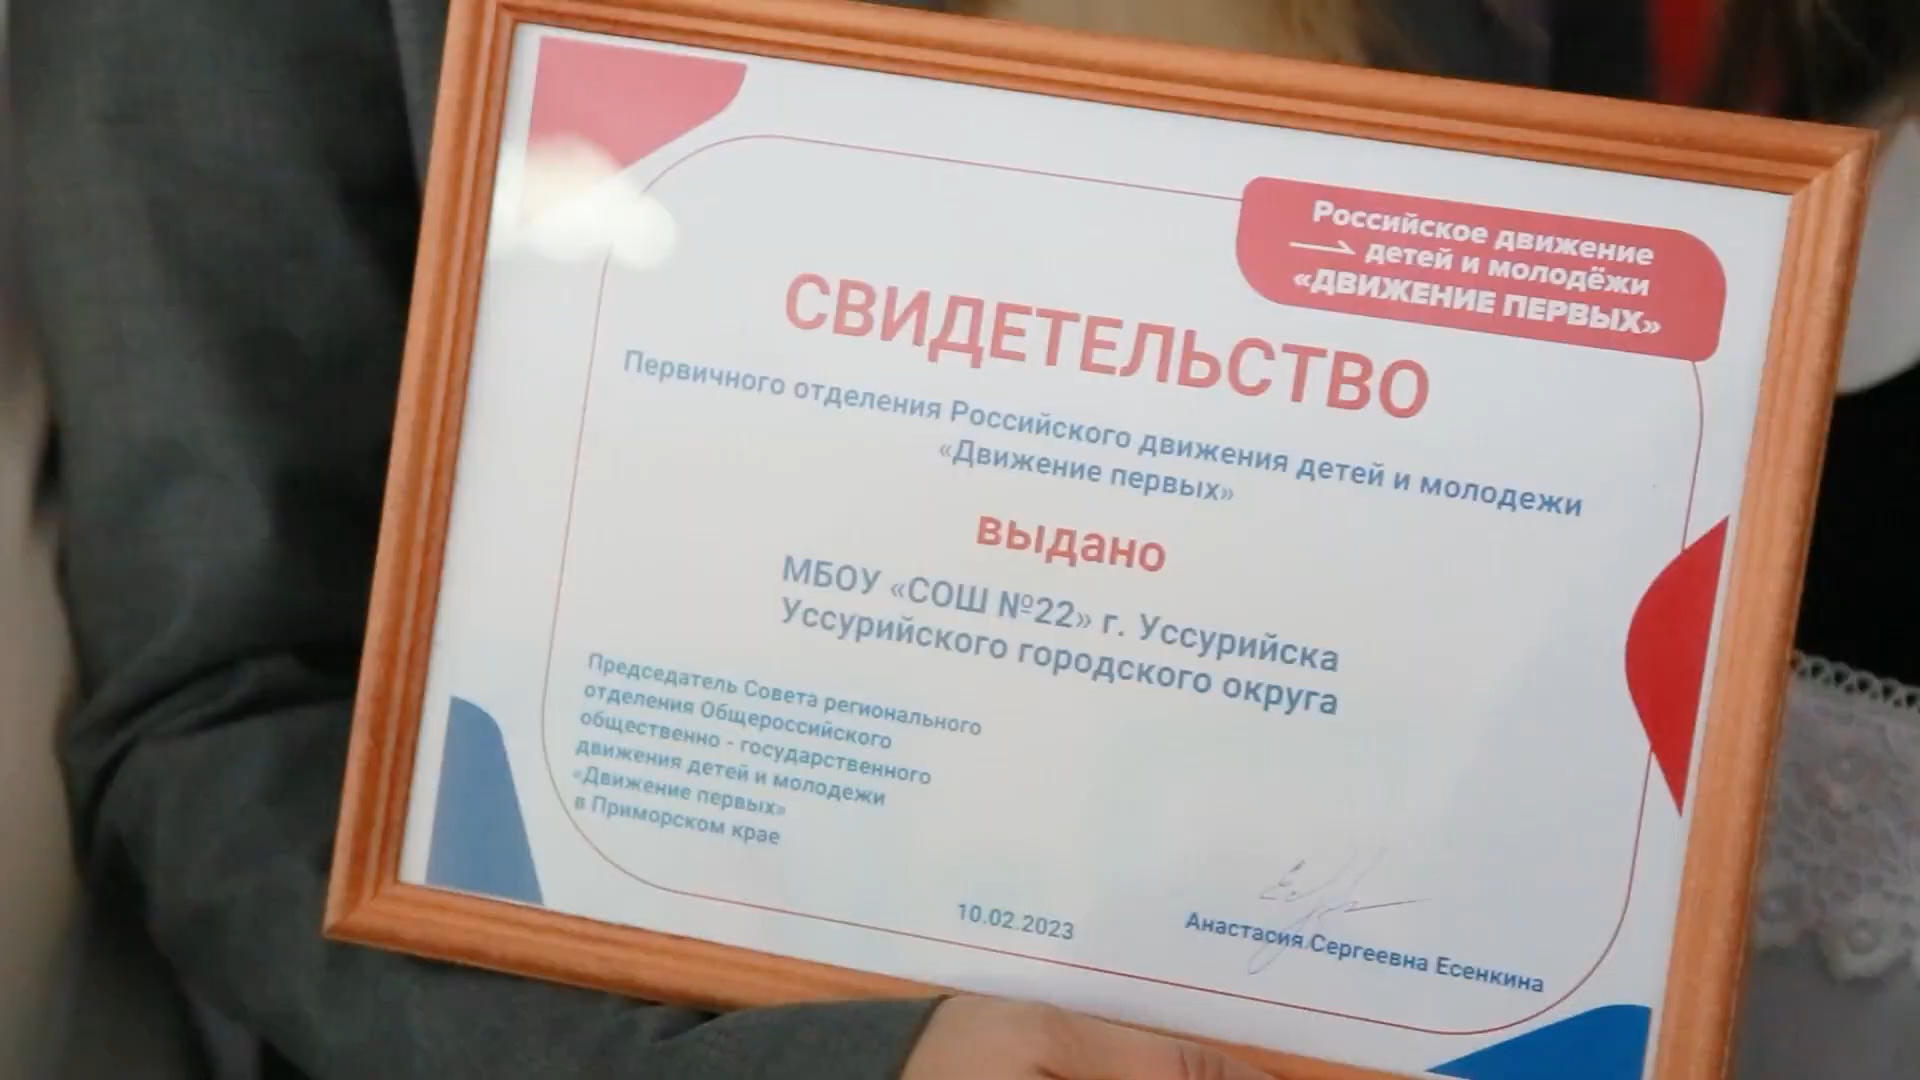 Российское движение
детей и молодёжи
«ДВИЖЕНИЕ ПЕРВЫХ»
СВИДЕТЕЛЬСТВО
Первичного отделения Российского движения детей и молодежи
«Движение первых»
выдано
МБОУ «СОШ №22» г. Уссурийска
Уссурийского городского округа
Председатель Совета регионального
отделения Общероссийского
общественно - государственного
движения детей и молодежи
«Движение первых»
в Приморском крае
10.02.2023
Анастасия Сергеевна Есенкина